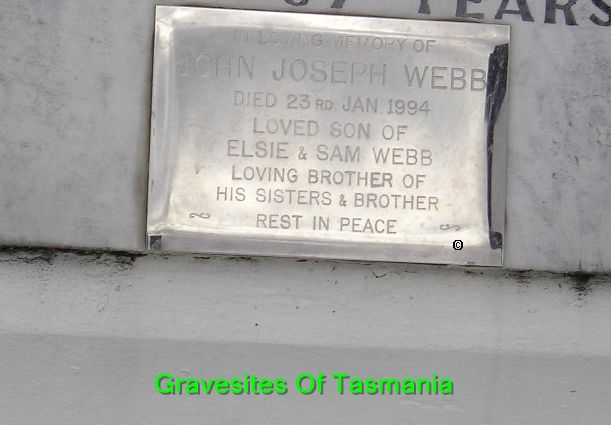 YEARS
IN LOVING MEMORY OF
JOHN JOSEPH WEBB
DIED 23RD JAN. 1994
LOVED SON OF
ELSIE & SAM WEBB
LOVING BROTHER OF
HIS SISTERS & BROTHER
REST IN PEACE
©
Gravesites Of Tasmania